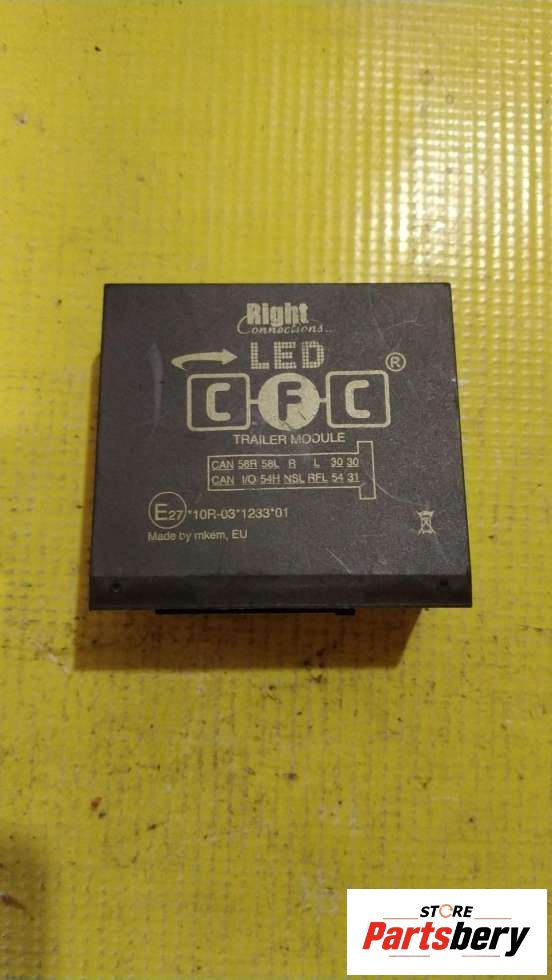 Right
Connections...
LED
CFC ®
TRAILER MODULE
CAN 58R 58L R L 30 30
CAN I/O 54H NSL RFL 54 31
E27 *10R-03*1233*01
Made by mkem, EU
STORE
Partsbery